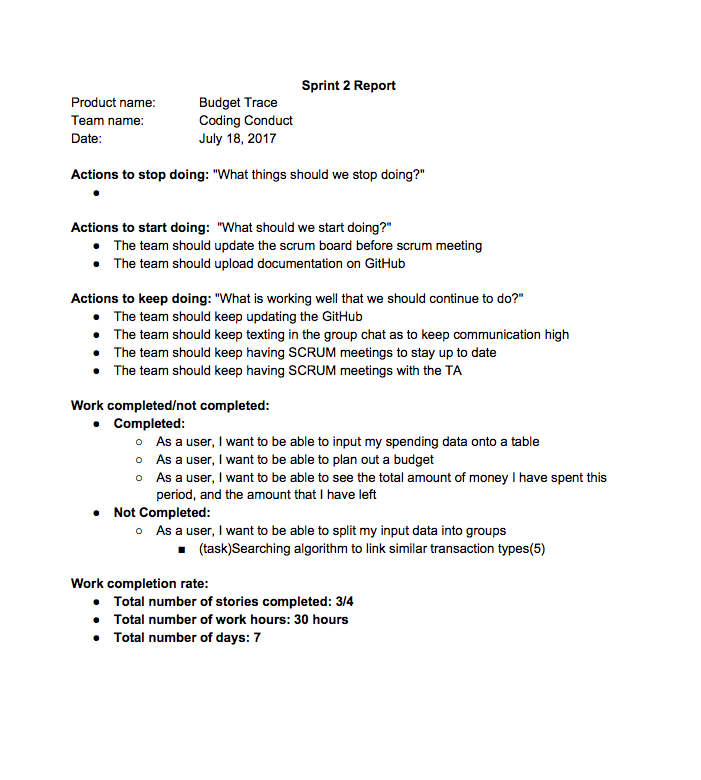 Sprint 2 Report
Product name: Budget Trace
Team name: Coding Conduct
Date: July 18, 2017
Actions to stop doing: "What things should we stop doing?"
●
Actions to start doing:  "What should we start doing?"
● The team should update the scrum board before scrum meeting
● The team should upload documentation on GitHub
Actions to keep doing: "What is working well that we should continue to do?"
● The team should keep updating the GitHub
● The team should keep texting in the group chat as to keep communication high
● The team should keep having SCRUM meetings to stay up to date
● The team should keep having SCRUM meetings with the TA
Work completed/not completed:
● Completed:
○ As a user, I want to be able to input my spending data onto a table
○ As a user, I want to be able to plan out a budget
○ As a user, I want to be able to see the total amount of money I have spent this
period, and the amount that I have left
● Not Completed:
○ As a user, I want to be able to split my input data into groups
■ (task)Searching algorithm to link similar transaction types(5)
Work completion rate:
● Total number of stories completed: 3/4
● Total number of work hours: 30 hours
● Total number of days: 7